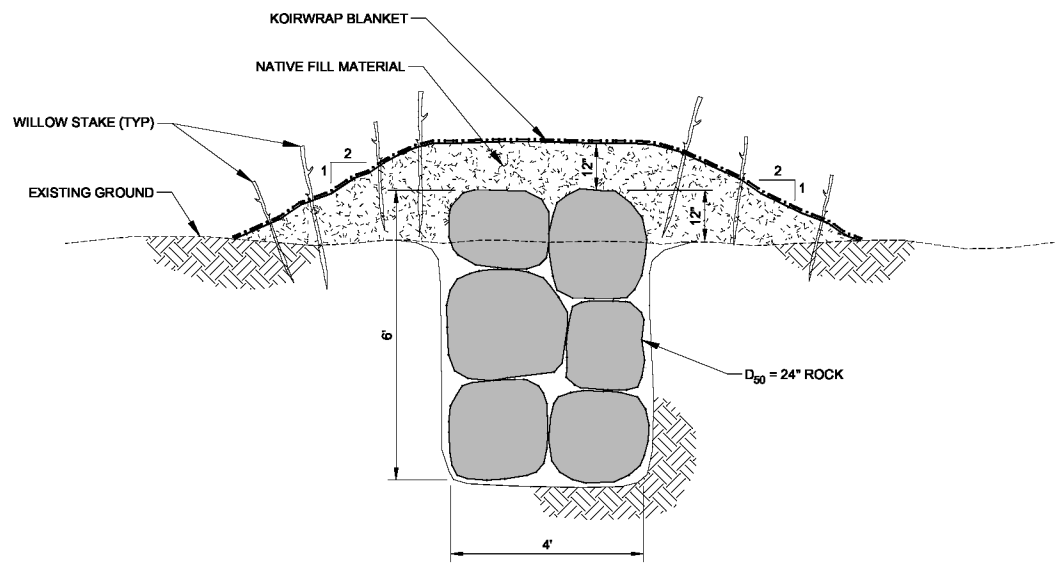 KOIRWRAP BLANKET
NATIVE FILL MATERIAL
WILLOW STAKE (TYP)
2
1
12"
2
1
EXISTING GROUND
12"
6'
D50 = 24" ROCK
4'